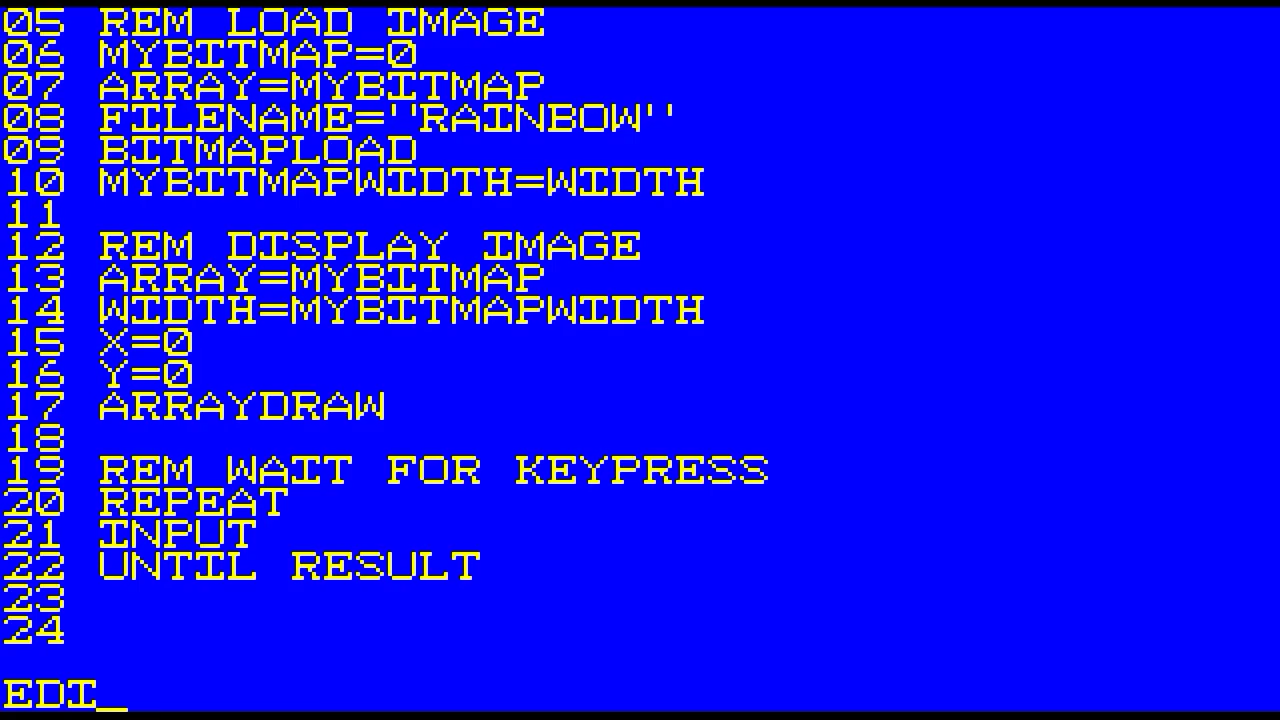 05 REM LOAD IMAGE
06 MYBITMAP=0
07 ARRAY=MYBITMAP
08 FILENAME="RAINBOW"
09 BITMAPLOAD
10 MYBITMAPWIDTH=WIDTH
11
12 REM DISPLAY IMAGE
13 ARRAY=MYBITMAP
14 WIDTH=MYBITMAPWIDTH
15 X=0
16 Y=0
17 ARRAYDRAW
18
19 REM WAIT FOR KEYPRESS
20 REPEAT
21 INPUT
22 UNTIL RESULT
23
24
EDI_